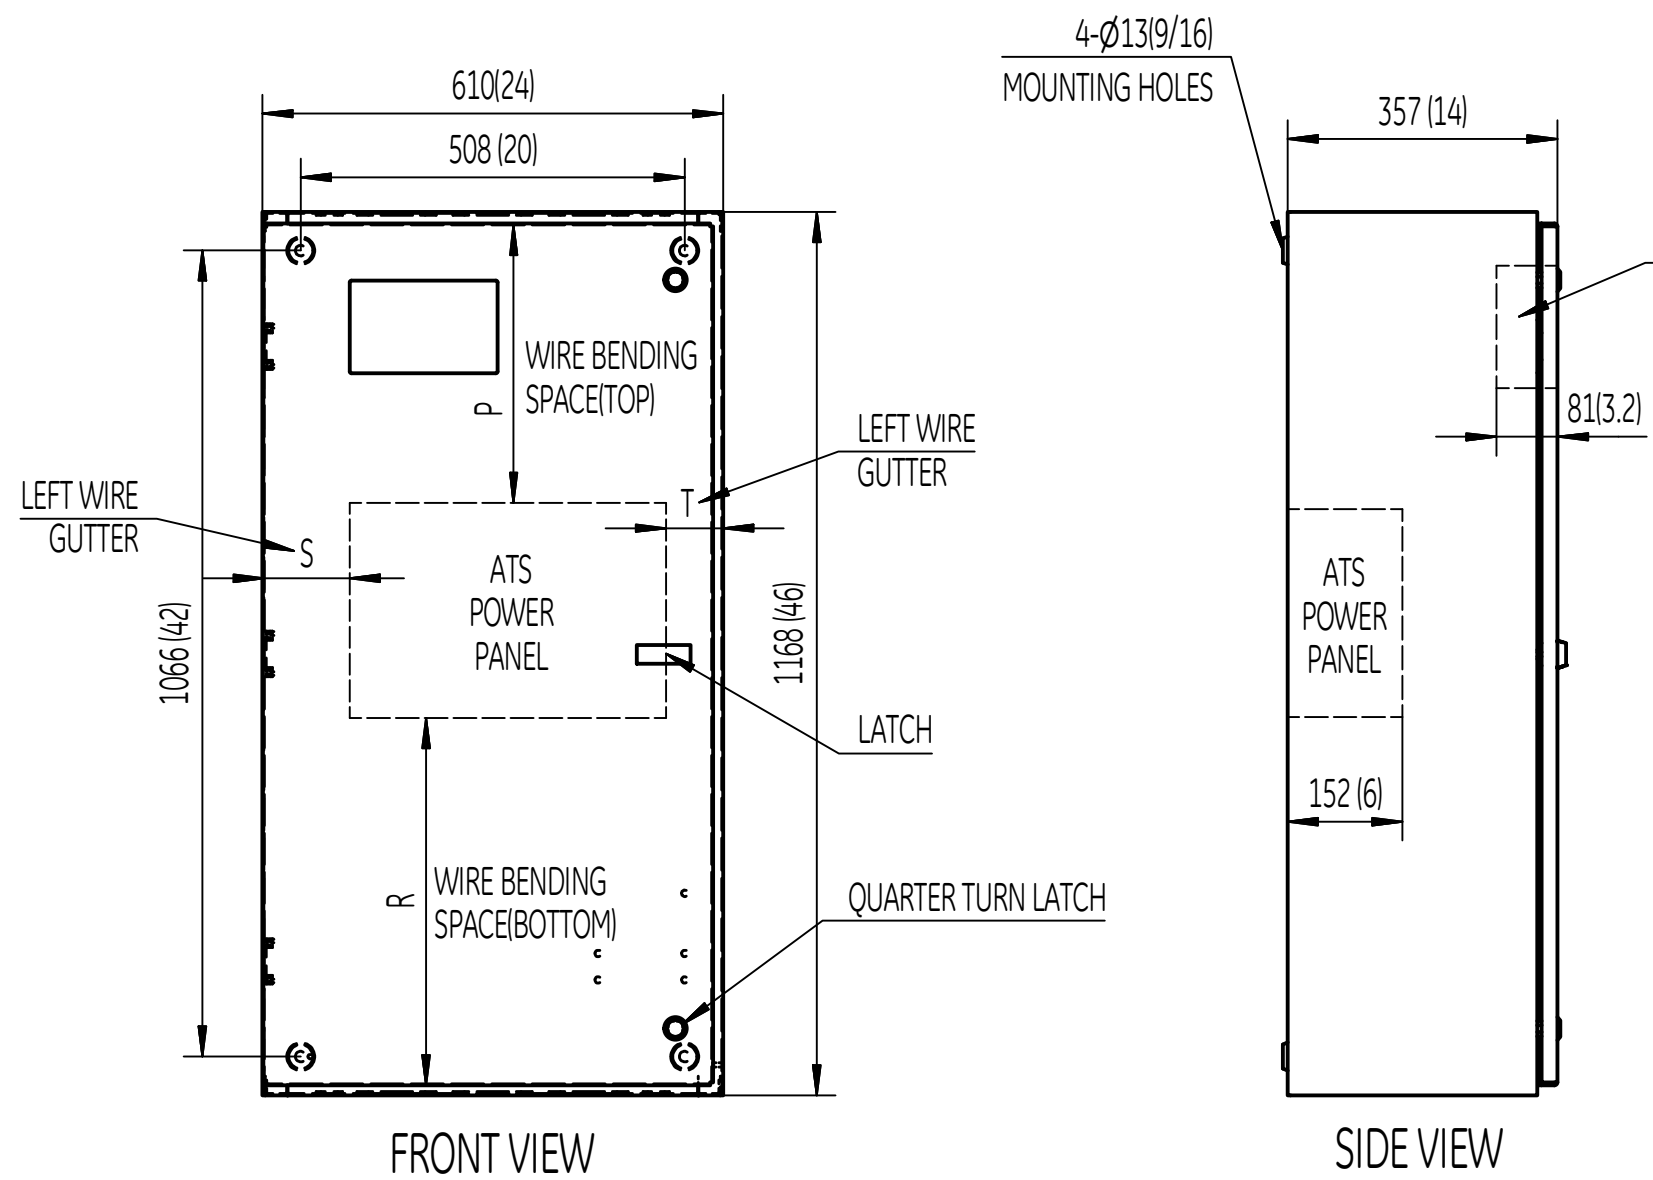 4-Ø13(9/16)
MOUNTING HOLES
610(24)
357 (14)
508 (20)
WIRE BENDING
SPACE(TOP)
P
81(3.2)
LEFT WIRE
GUTTER
LEFT WIRE
GUTTER
T
S
ATS
POWER
PANEL
ATS
POWER
PANEL
1066 (42)
1168 (46)
LATCH
152 (6)
WIRE BENDING
SPACE(BOTTOM)
R
QUARTER TURN LATCH
FRONT VIEW
SIDE VIEW